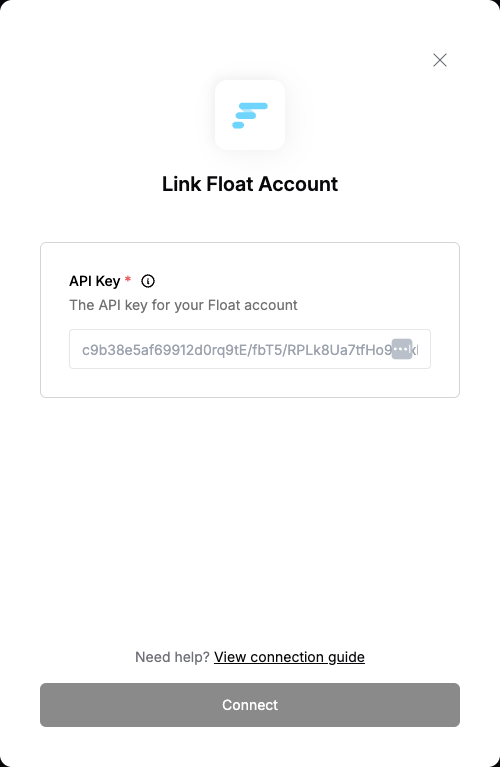 Link Float Account
API Key *
The API key for your Float account
c9b38e5af69912d0rq9tE/fbT5/RPLk8Ua7tfHo9
Need help? View connection guide
Connect